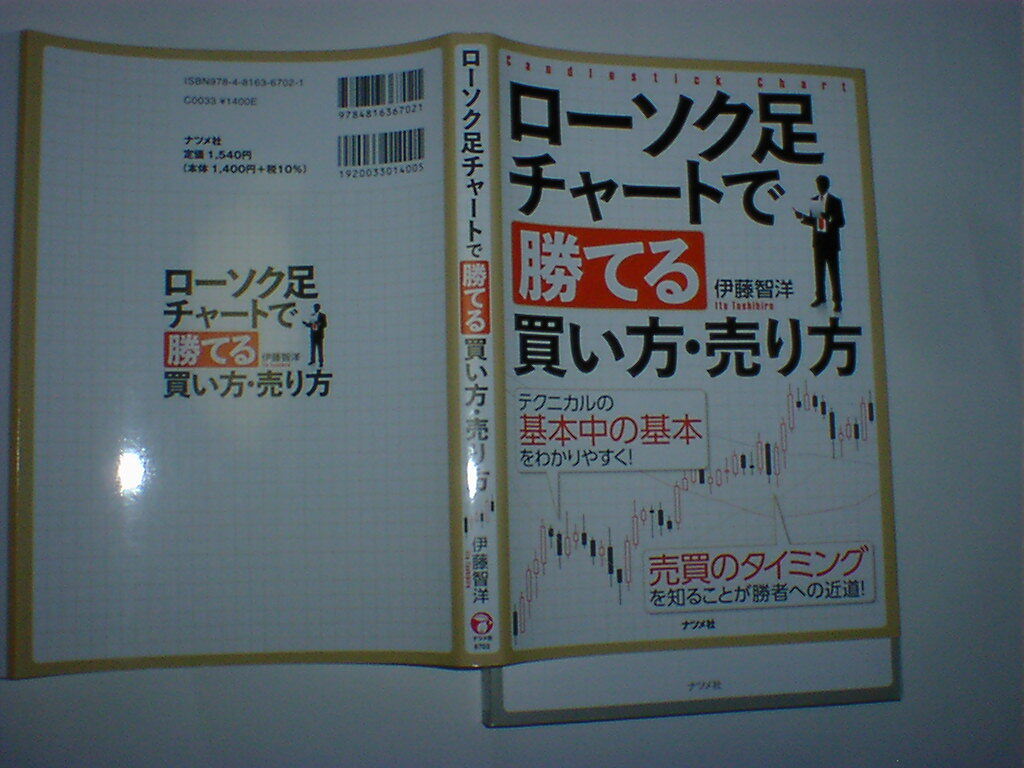 ISBN978-4-8163-6702-1
C0033 ¥1400E
ナツメ社
定価 1,540円
(本体 1,400円+税10%)
9784816367021
1920033014005
ローソク足
チャートで
勝てる
伊藤智洋
買い方・売り方
ローソク足チャートで勝てる買い方・売り方
伊藤智洋
ナツメ社
6702
Candlestick Chart
ローソク足
チャートで
勝てる
伊藤智洋
Ito Toshihiro
買い方・売り方
テクニカルの
基本中の基本
をわかりやすく!
売買のタイミング
を知ることが勝者への近道!
ナツメ社
ナツメ社